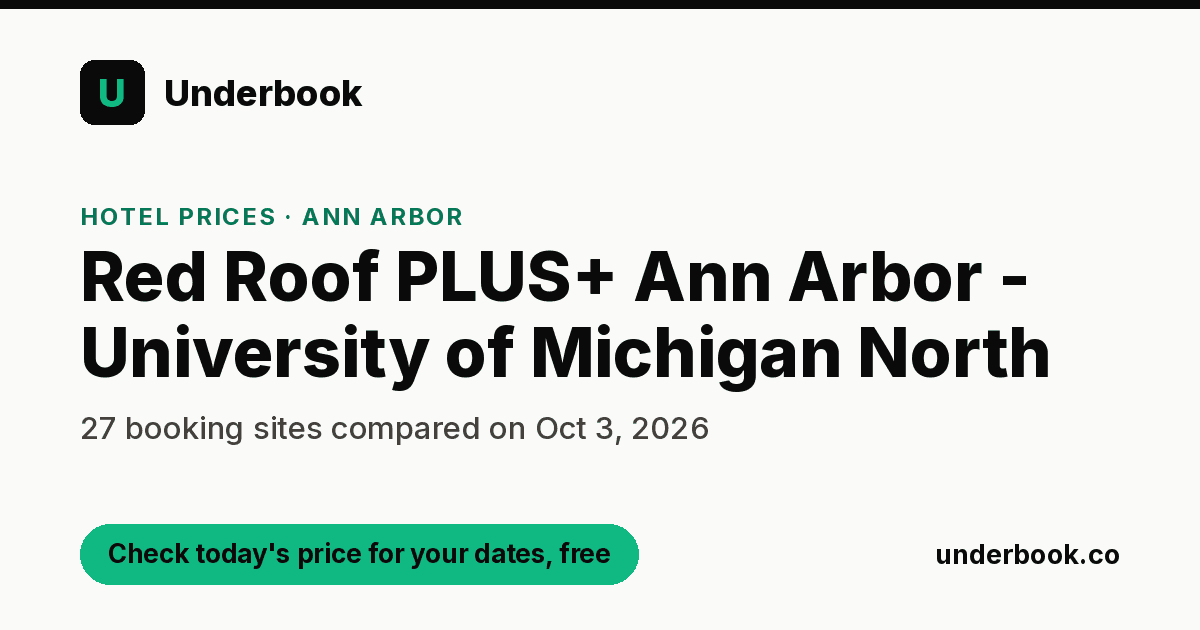 U Underbook
HOTEL PRICES · ANN ARBOR
Red Roof PLUS+ Ann Arbor -
University of Michigan North
27 booking sites compared on Oct 3, 2026
Check today's price for your dates, free
underbook.co